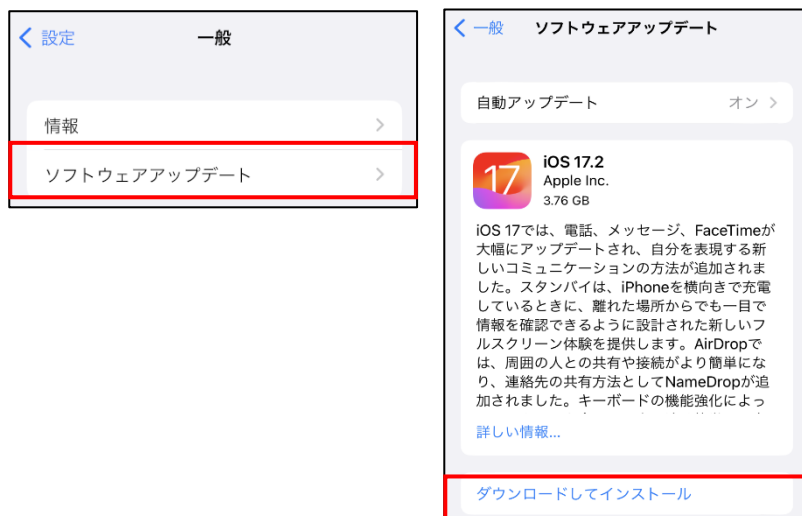 設定
一般
情報
ソフトウェアアップデート
一般
ソフトウェアアップデート
自動アップデート
オン
17
iOS 17.2
Apple Inc.
3.76 GB
iOS 17では、電話、メッセージ、FaceTimeが
大幅にアップデートされ、自分を表現する新
しいコミュニケーションの方法が追加されま
した。スタンバイは、iPhoneを横向きで充電
しているときに、離れた場所からでも一目で
情報を確認できるように設計された新しいフ
ルスクリーン体験を提供します。AirDropで
は、周囲の人との共有や接続がより簡単にな
り、連絡先の共有方法としてNameDropが追
加されました。キーボードの機能強化によっ
詳しい情報...
ダウンロードしてインストール